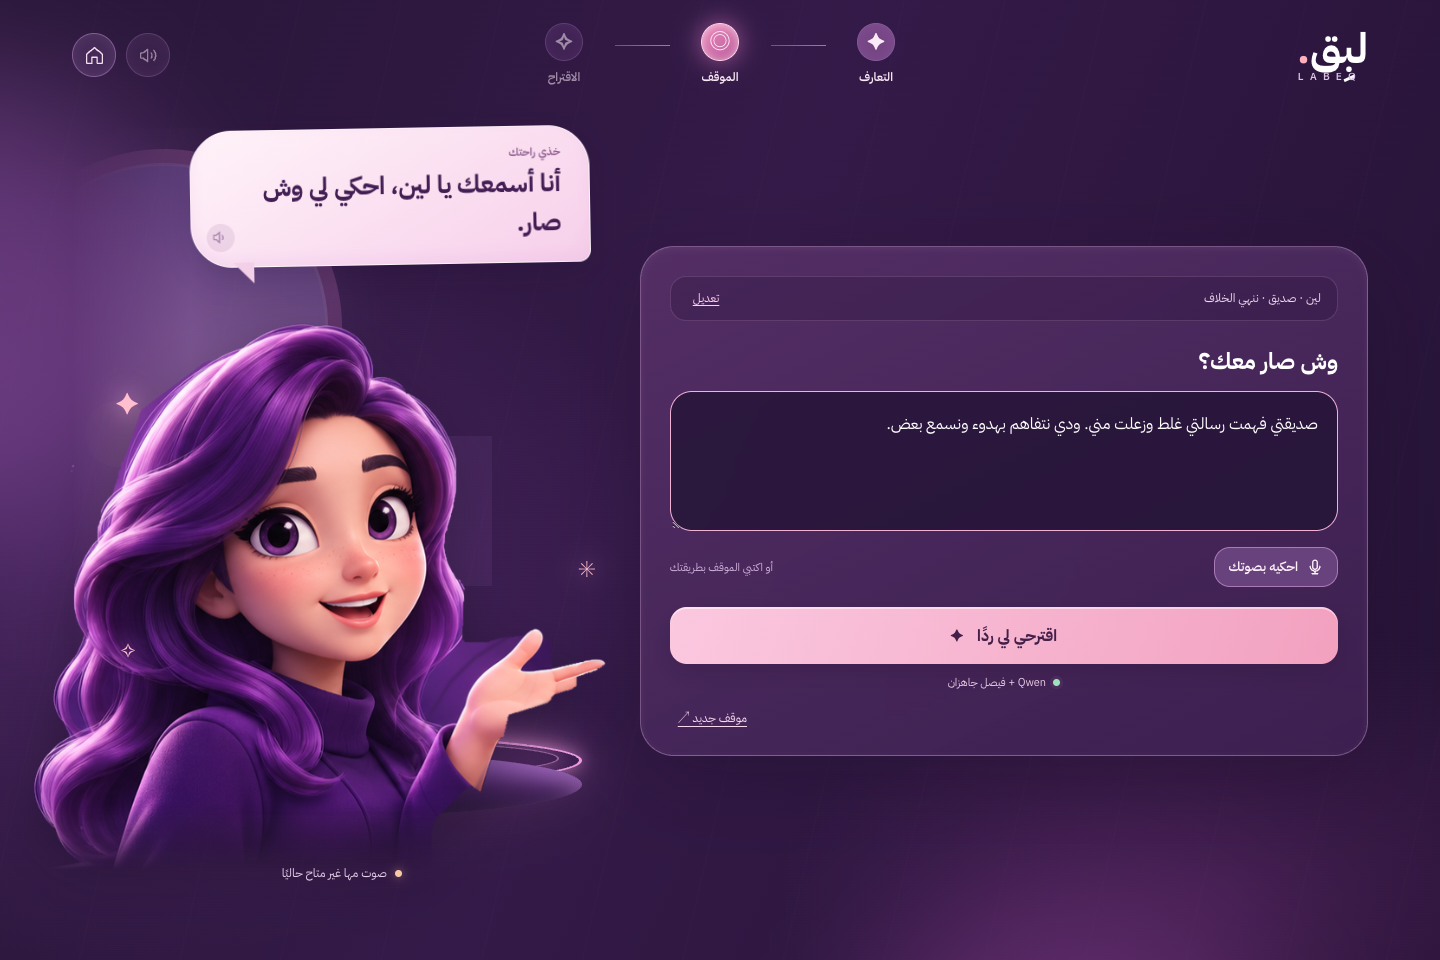 لبق.
LABEQ
التعارف
الموقف
الاقتراح
خذي راحتك
أنا أسمعك يا لين، احكي لي وش
صار.
لين · صديق · ننهي الخلاف
تعديل
وش صار معك؟
صديقتي فهمت رسالتي غلط وزعلت مني. ودي نتفاهم بهدوء ونسمع بعض.
احكيه بصوتك
أو اكتبي الموقف بطريقتك
اقترحي لي ردًا
Qwen + فيصل جاهزان
موقف جديد ↗
صوت مها غير متاح حاليًا